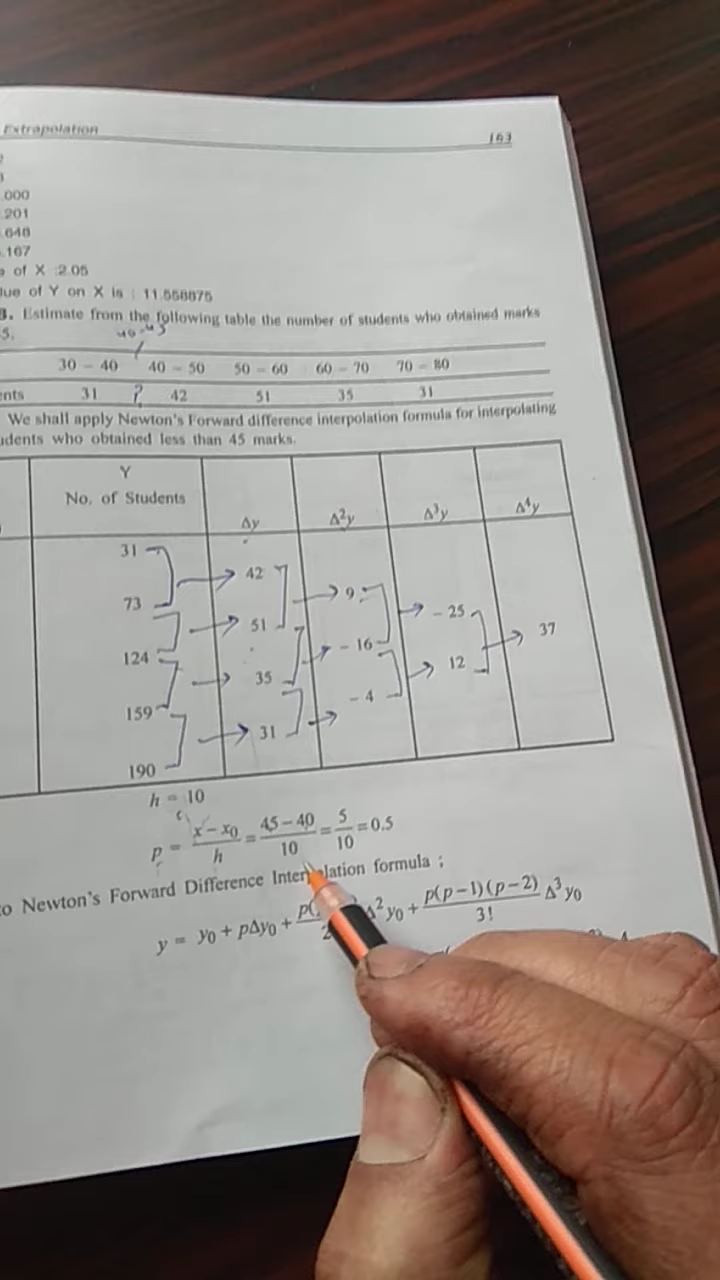 Extrapolation 163
.000
.201
.648
.167
of X :2.05
lue of Y on X is : 11.558875
3. Estimate from the following table the number of students who obtained marks
5. 40-45
30 – 40 40 – 50 50 – 60 60 – 70 70 – 80
ents 31 ? 42 51 35 31
We shall apply Newton's Forward difference interpolation formula for interpolating
udents who obtained less than 45 marks.
Y
No. of Students Δy Δ²y Δ³y Δ⁴y
31
42
73 9
51 – 25
124 – 16 37
35 12
159 – 4
31
190
h = 10
p = x – x₀ / h = 45 – 40 / 10 = 5 / 10 = 0.5
to Newton's Forward Difference Interpolation formula ;
y = y₀ + pΔy₀ + p( Δ²y₀ + p(p – 1)(p – 2) / 3! Δ³y₀